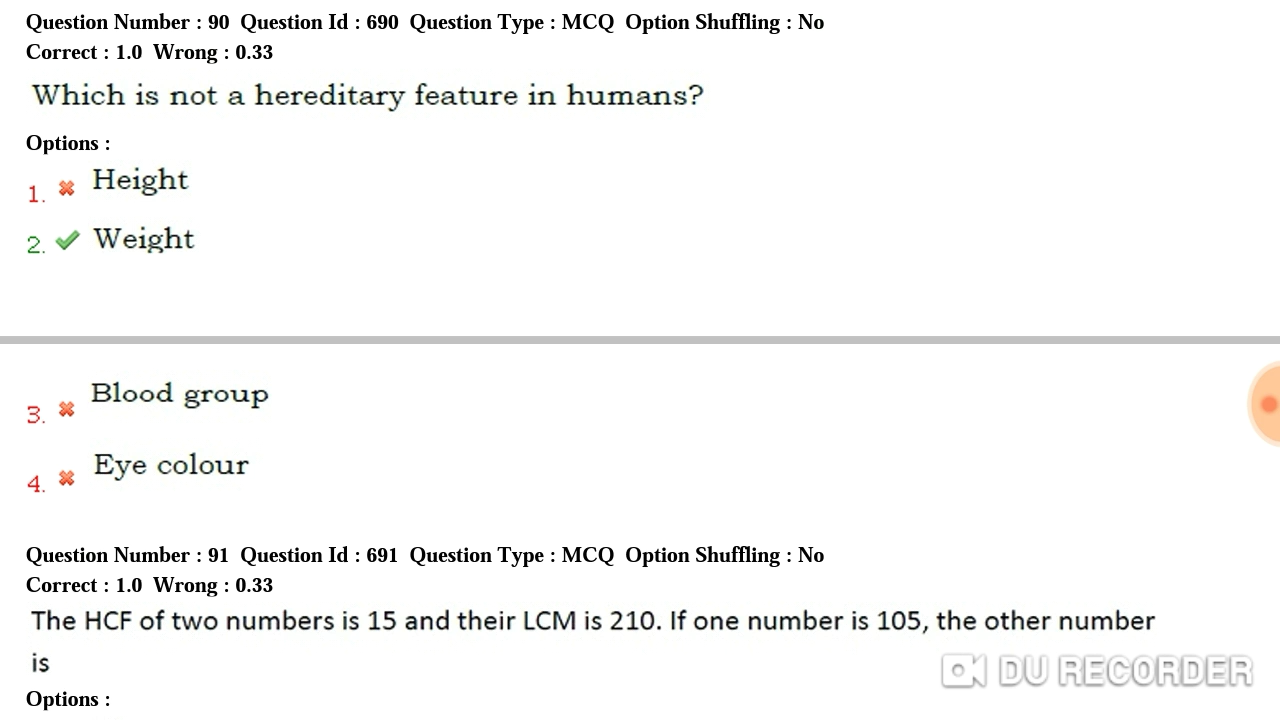 Question Number : 90 Question Id : 690 Question Type : MCQ Option Shuffling : No
Correct : 1.0 Wrong : 0.33
Which is not a hereditary feature in humans?
Options :
1. Height
2. Weight
3. Blood group
4. Eye colour
Question Number : 91 Question Id : 691 Question Type : MCQ Option Shuffling : No
Correct : 1.0 Wrong : 0.33
The HCF of two numbers is 15 and their LCM is 210. If one number is 105, the other number
is
DU RECORDER
Options :